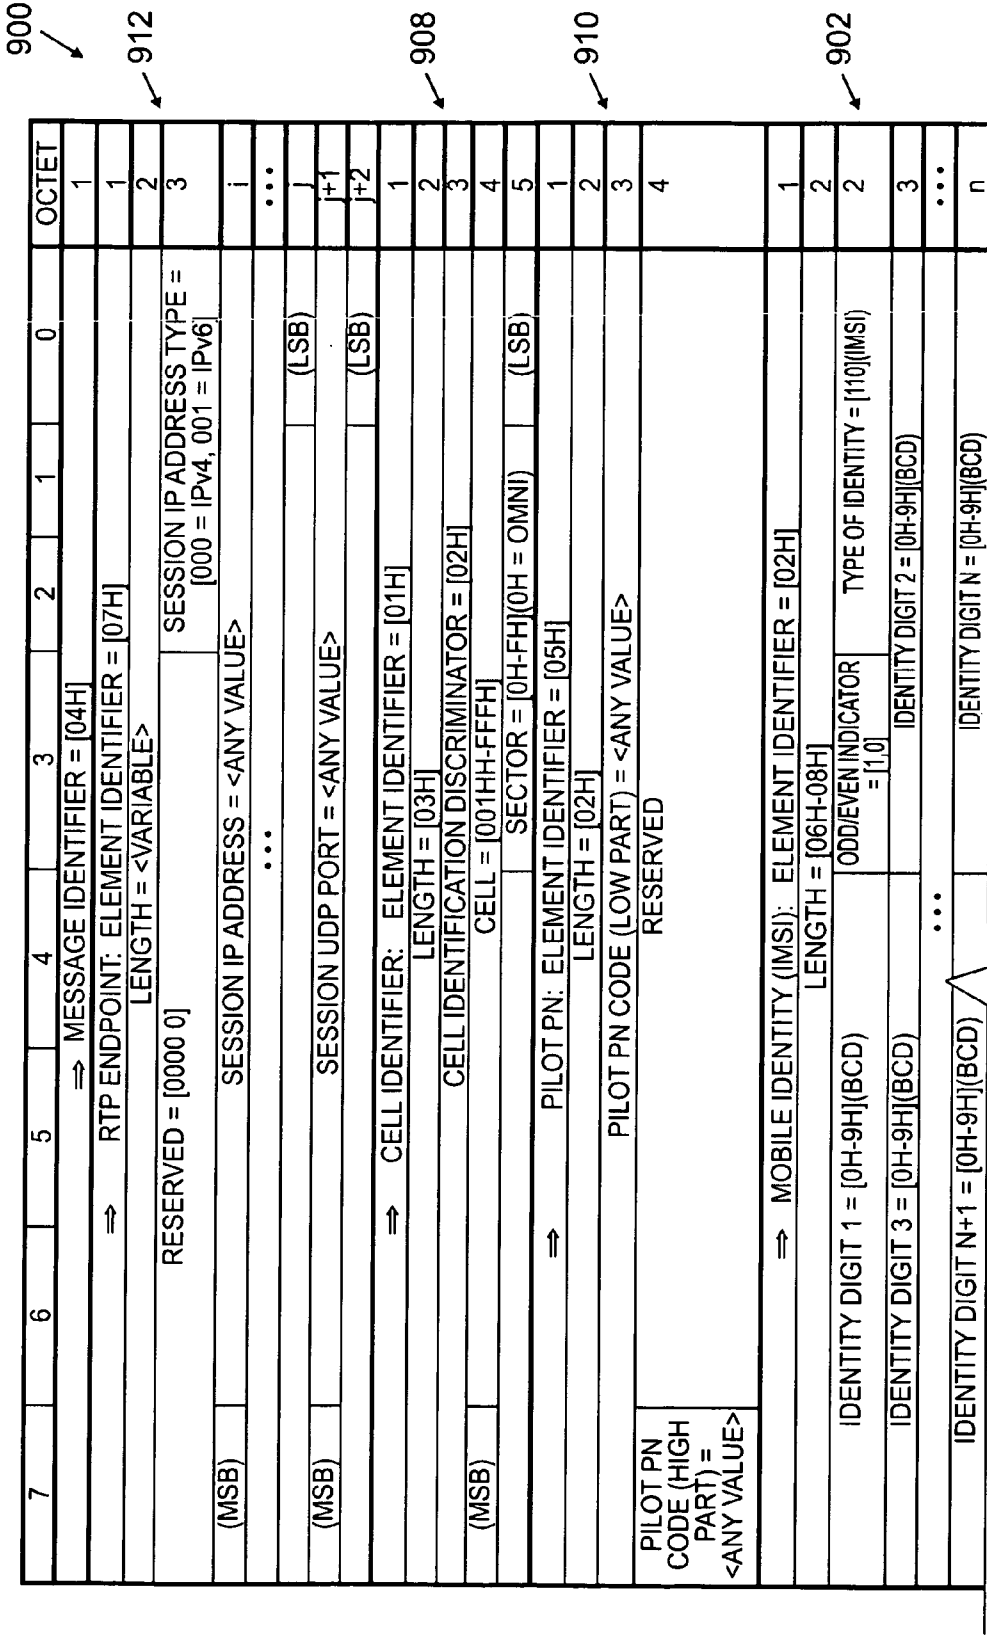 900
7 6 5 4 3 2 1 0 OCTET
⇒ MESSAGE IDENTIFIER = [04H] 1
⇒ RTP ENDPOINT: ELEMENT IDENTIFIER = [07H] 1
LENGTH = <VARIABLE> 2
912
RESERVED = [0000 0] SESSION IP ADDRESS TYPE = 3
[000 = IPv4, 001 = IPv6]
(MSB) SESSION IP ADDRESS = <ANY VALUE> i
••• •••
(LSB) j
(MSB) SESSION UDP PORT = <ANY VALUE> j+1
(LSB) j+2
⇒ CELL IDENTIFIER: ELEMENT IDENTIFIER = [01H] 1
LENGTH = [03H] 2
908
CELL IDENTIFICATION DISCRIMINATOR = [02H] 3
(MSB) CELL = [001HH-FFFH] 4
SECTOR = [0H-FH](0H = OMNI) (LSB) 5
⇒ PILOT PN: ELEMENT IDENTIFIER = [05H] 1
LENGTH = [02H] 2
910
PILOT PN CODE (LOW PART) = <ANY VALUE> 3
PILOT PN RESERVED 4
CODE (HIGH
PART) =
<ANY VALUE>
⇒ MOBILE IDENTITY (IMSI): ELEMENT IDENTIFIER = [02H] 1
LENGTH = [06H-08H] 2
902
IDENTITY DIGIT 1 = [0H-9H](BCD) ODD/EVEN INDICATOR TYPE OF IDENTITY = [110](IMSI) 2
= [1,0]
IDENTITY DIGIT 3 = [0H-9H](BCD) IDENTITY DIGIT 2 = [0H-9H](BCD) 3
••• •••
IDENTITY DIGIT N+1 = [0H-9H](BCD) IDENTITY DIGIT N = [0H-9H](BCD) n